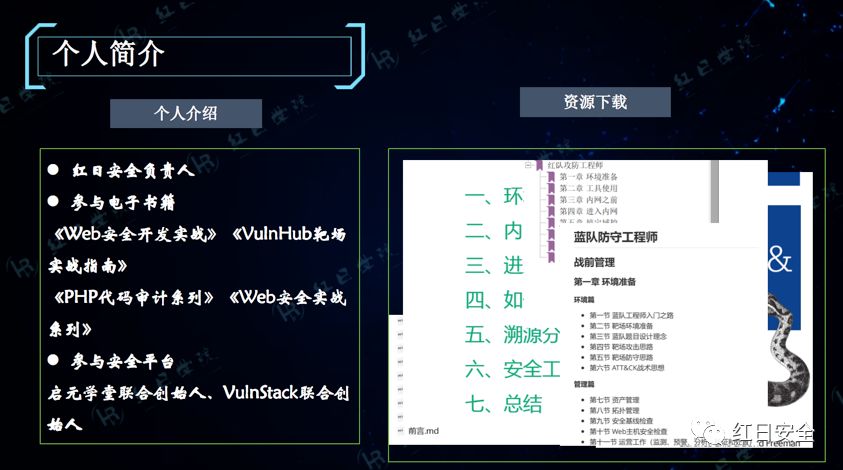 个人简介
个人介绍
资源下载
● 红日安全负责人
● 参与电子书籍
《Web安全开发实战》《VulnHub靶场
实战指南》
《PHP代码审计系列》《Web安全实战
系列》
● 参与安全平台
启元学堂联合创始人、VulnStack联合创
始人
红队攻防工程师
第一章 环境准备
第二章 工具使用
第三章 内网之前
第四章 进入内网
一、环
二、内
三、进
四、如
五、溯源分
六、安全工
七、总结
前言.md
蓝队防守工程师
战前管理
第一章 环境准备
环境篇
• 第一节 蓝队工程师入门之路
• 第二节 靶场环境准备
• 第三节 蓝队题目设计理念
• 第四节 靶场攻击思路
• 第五节 靶场防守思路
• 第六节 ATT&CK战术思想
管理篇
• 第七节 资产管理
• 第八节 拓扑管理
• 第九节 安全基线检查
• 第十节 Web主机安全检查
• 第十一节 运营工作（监测、预警、分析
&
d Freeman
红日安全